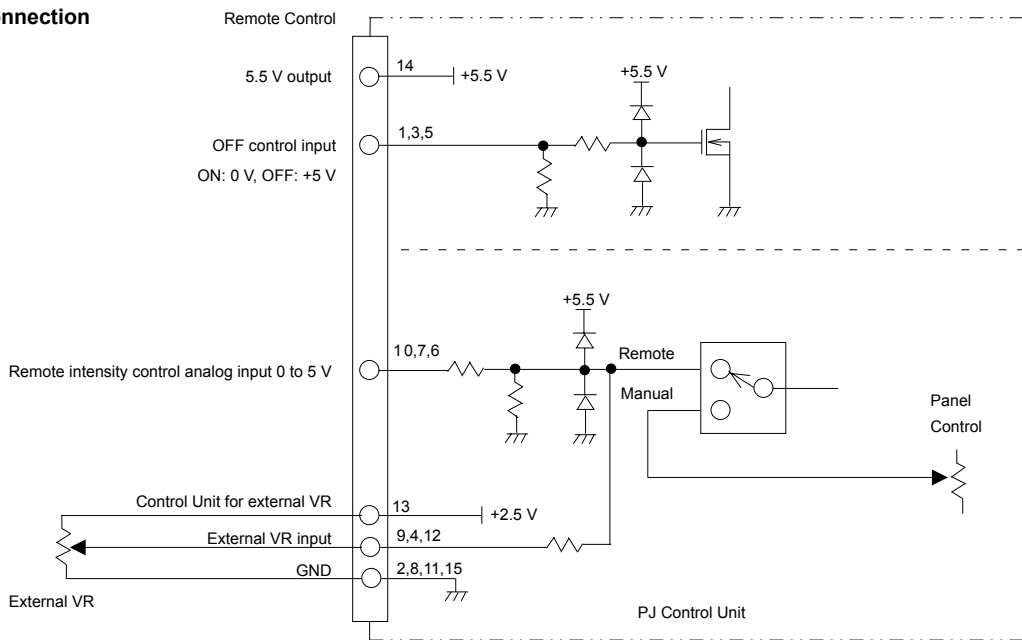 nnection
Remote Control
5.5 V output
14
+5.5 V
+5.5 V
OFF control input
1,3,5
ON: 0 V, OFF: +5 V
+5.5 V
Remote intensity control analog input 0 to 5 V
10,7,6
Remote
Manual
Panel
Control
Control Unit for external VR
13
+2.5 V
External VR input
9,4,12
GND
2,8,11,15
External VR
PJ Control Unit